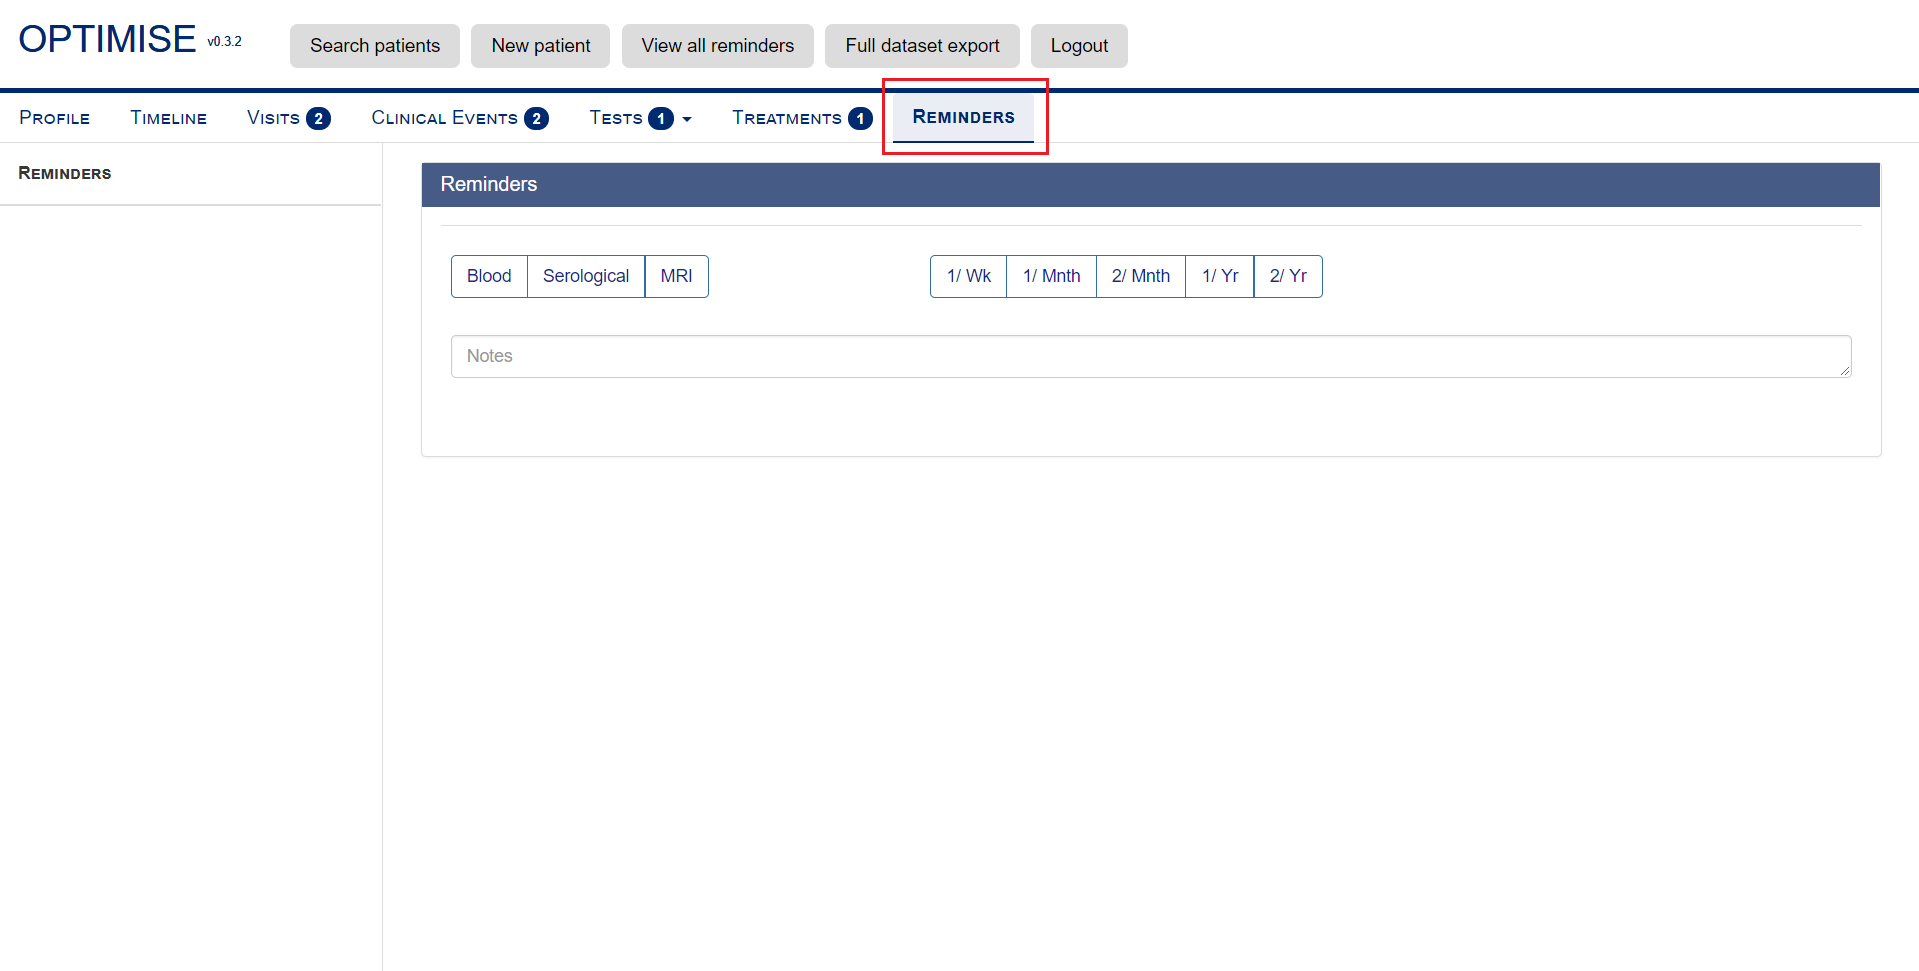 OPTIMISE v0.3.2 Search patients New patient View all reminders Full dataset export Logout
PROFILE TIMELINE VISITS 2 CLINICAL EVENTS 2 TESTS 1 TREATMENTS 1 REMINDERS
REMINDERS
Reminders
Blood Serological MRI 1/ Wk 1/ Mnth 2/ Mnth 1/ Yr 2/ Yr
Notes